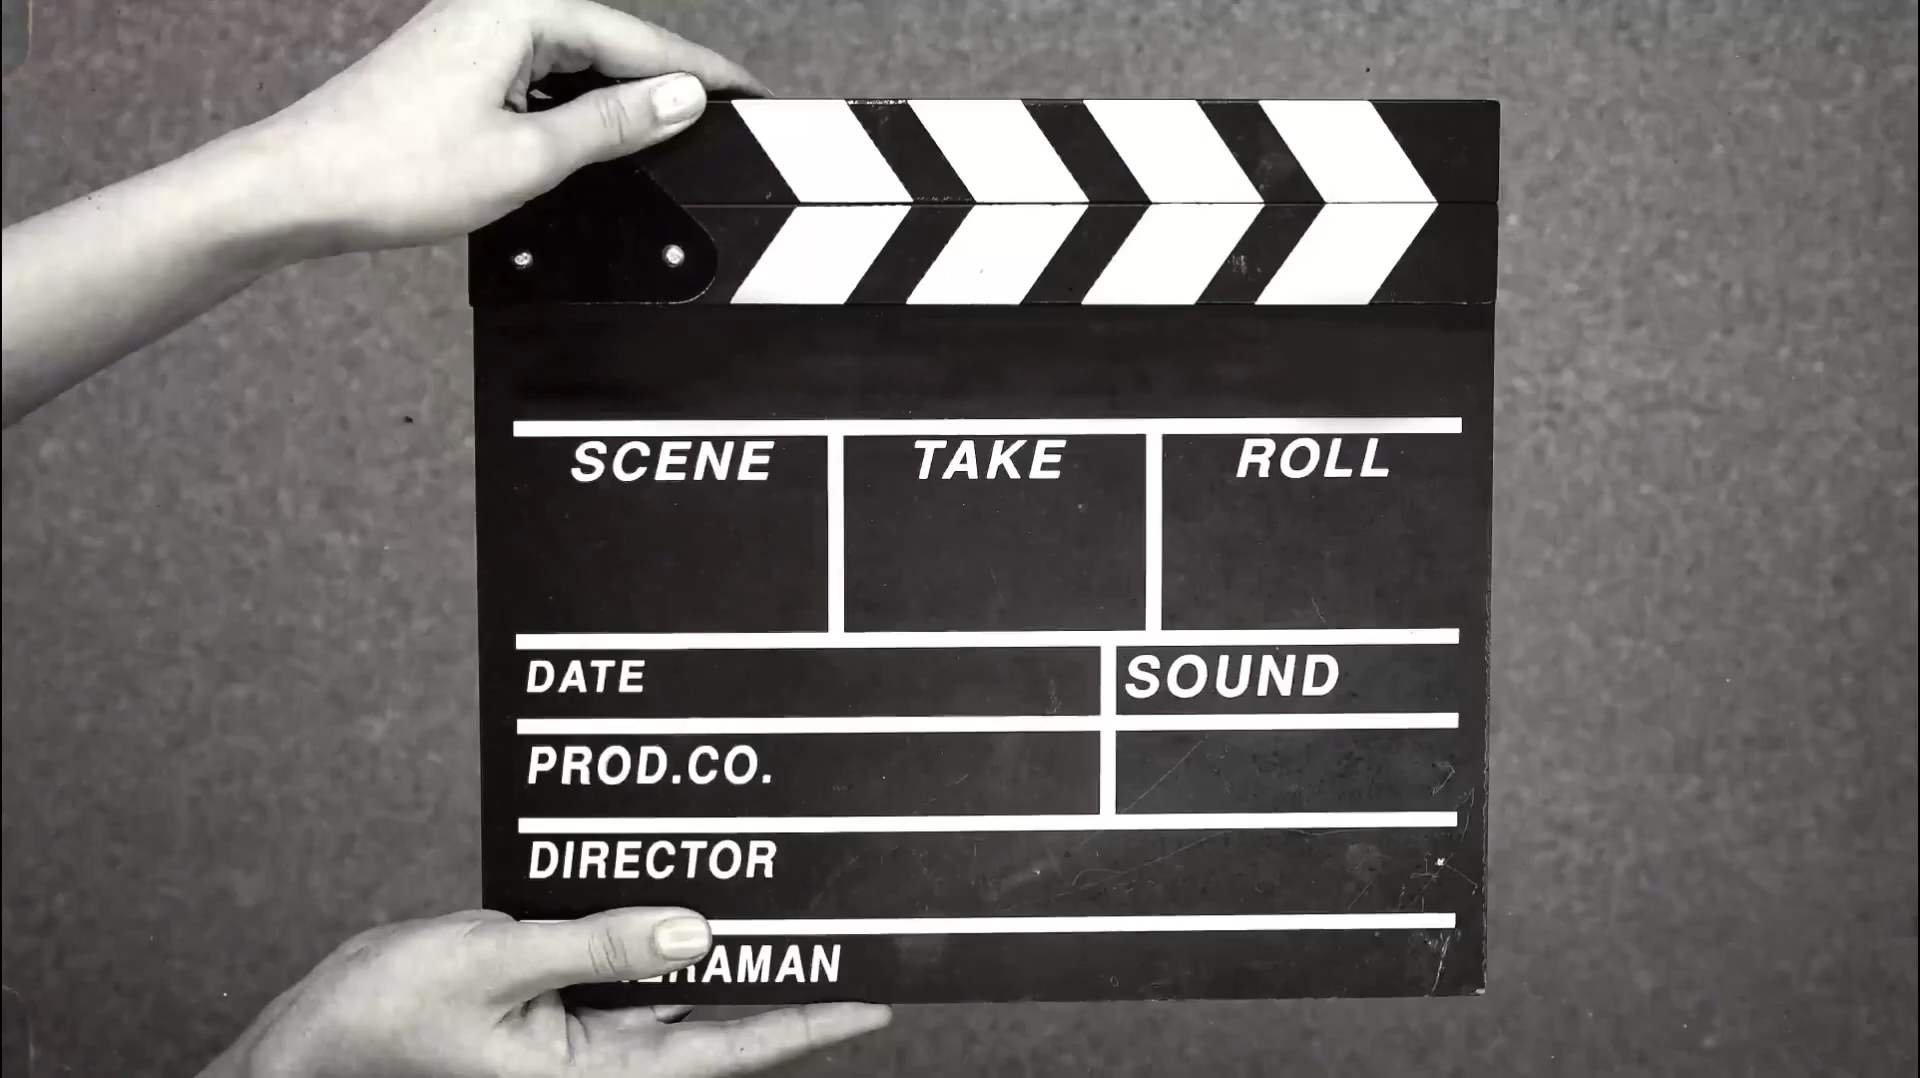 SCENE TAKE ROLL
DATE SOUND
PROD.CO.
DIRECTOR